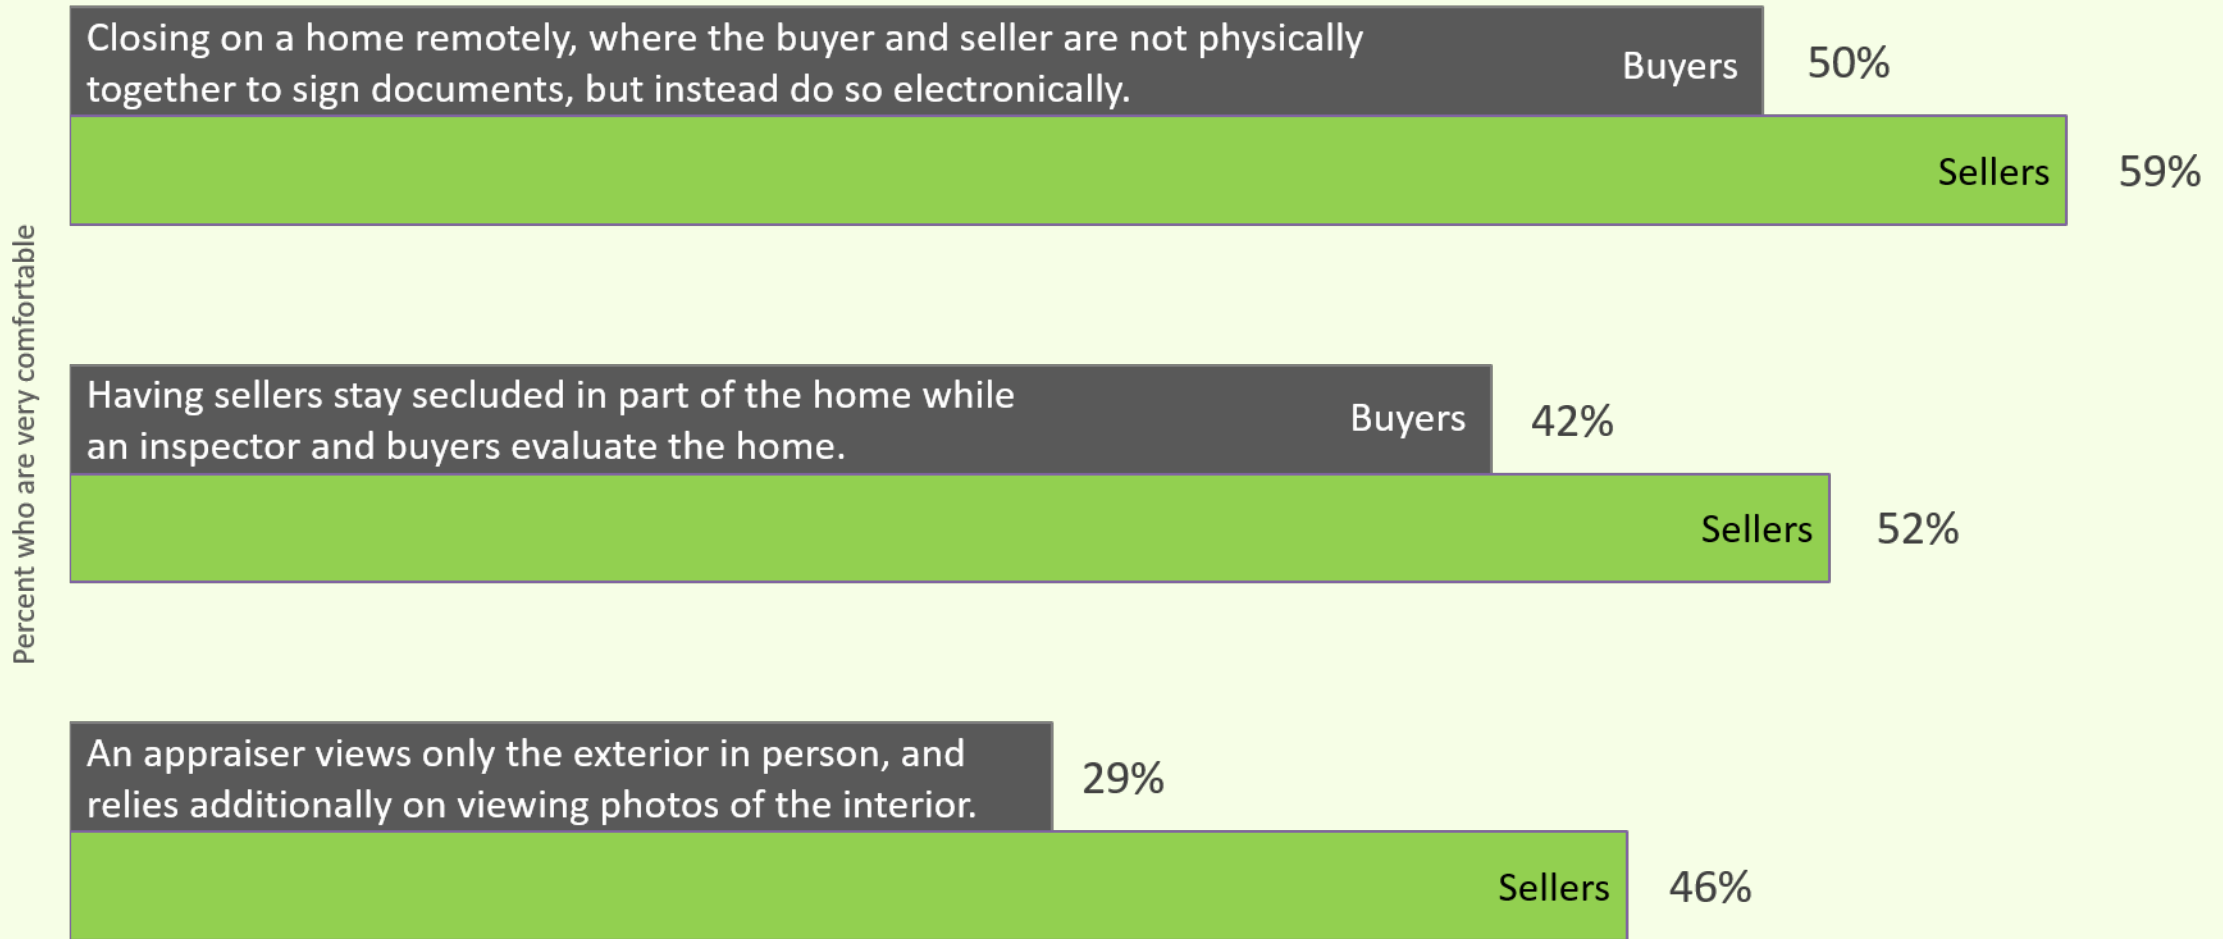 Closing on a home remotely, where the buyer and seller are not physically
together to sign documents, but instead do so electronically.
Buyers
50%
Sellers
59%
Percent who are very comfortable
Having sellers stay secluded in part of the home while
an inspector and buyers evaluate the home.
Buyers
42%
Sellers
52%
An appraiser views only the exterior in person, and
relies additionally on viewing photos of the interior.
29%
Sellers
46%